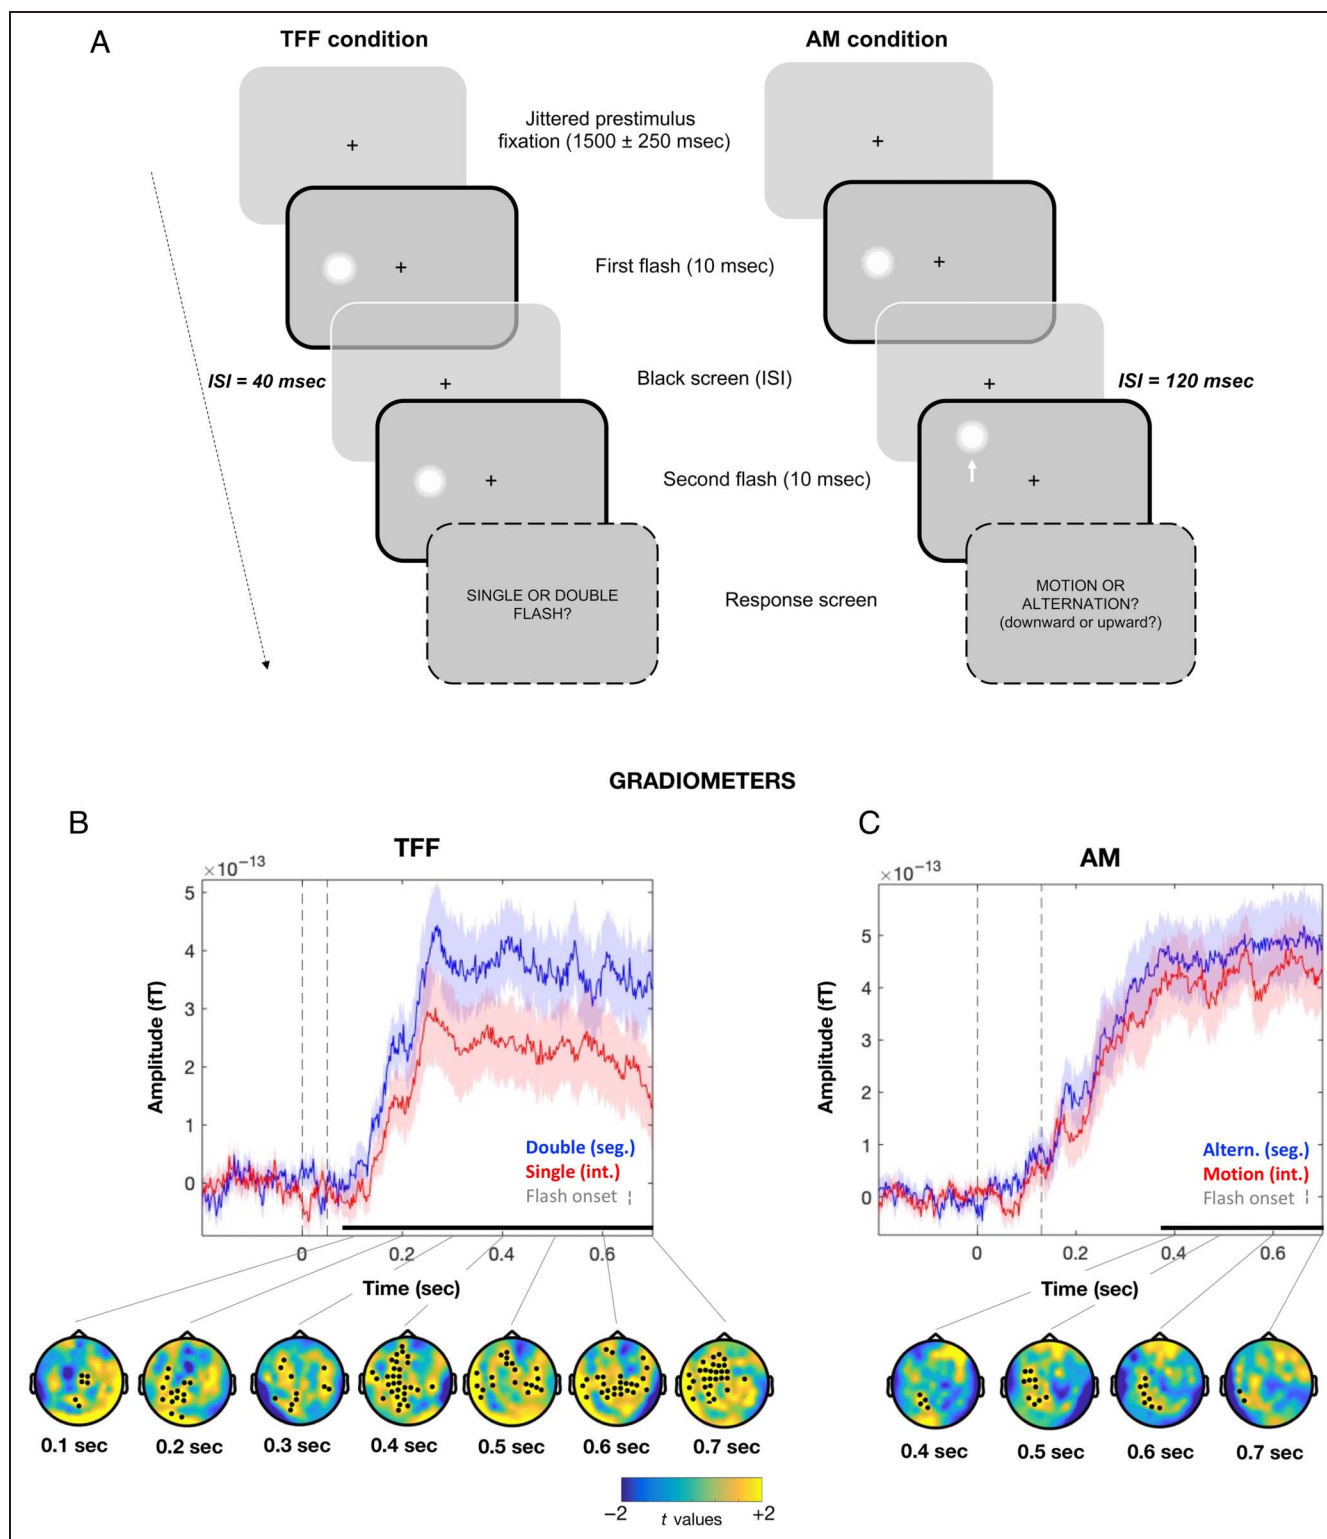 A
TFF condition
AM condition
Jittered prestimulus
fixation (1500 ± 250 msec)
First flash (10 msec)
ISI = 40 msec
Black screen (ISI)
ISI = 120 msec
Second flash (10 msec)
SINGLE OR DOUBLE
FLASH?
Response screen
MOTION OR
ALTERNATION?
(downward or upward?)
GRADIOMETERS
B
TFF
×10−13
5
4
3
2
1
0
Amplitude (fT)
Double (seg.)
Single (int.)
Flash onset
0
0.2
0.4
0.6
Time (sec)
0.1 sec
0.2 sec
0.3 sec
0.4 sec
0.5 sec
0.6 sec
0.7 sec
C
AM
×10−13
5
4
3
2
1
0
Amplitude (fT)
Altern. (seg.)
Motion (int.)
Flash onset
0
0.2
0.4
0.6
Time (sec)
0.4 sec
0.5 sec
0.6 sec
0.7 sec
−2
t values
+2